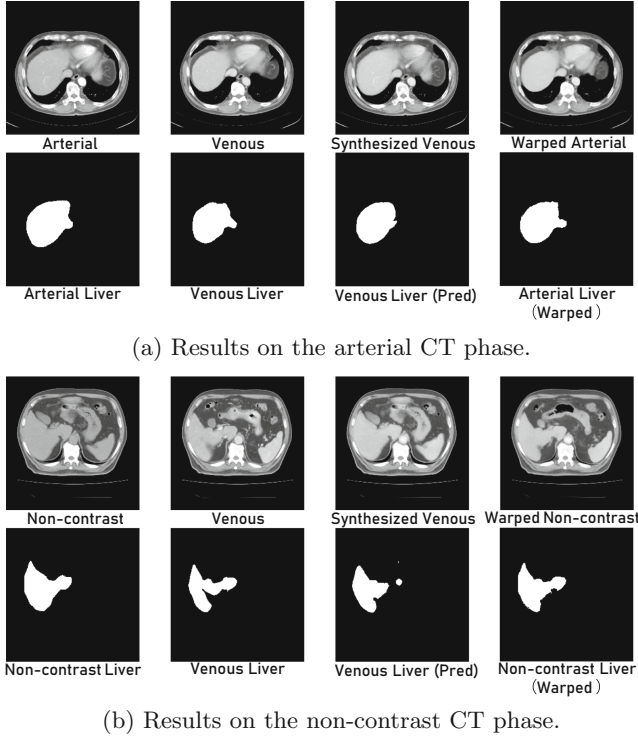 Arterial
Venous
Synthesized Venous
Warped Arterial
Arterial Liver
Venous Liver
Venous Liver (Pred)
Arterial Liver
(Warped )
(a) Results on the arterial CT phase.
Non-contrast
Venous
Synthesized Venous
Warped Non-contrast
Non-contrast Liver
Venous Liver
Venous Liver (Pred)
Non-contrast Liver
(Warped )
(b) Results on the non-contrast CT phase.